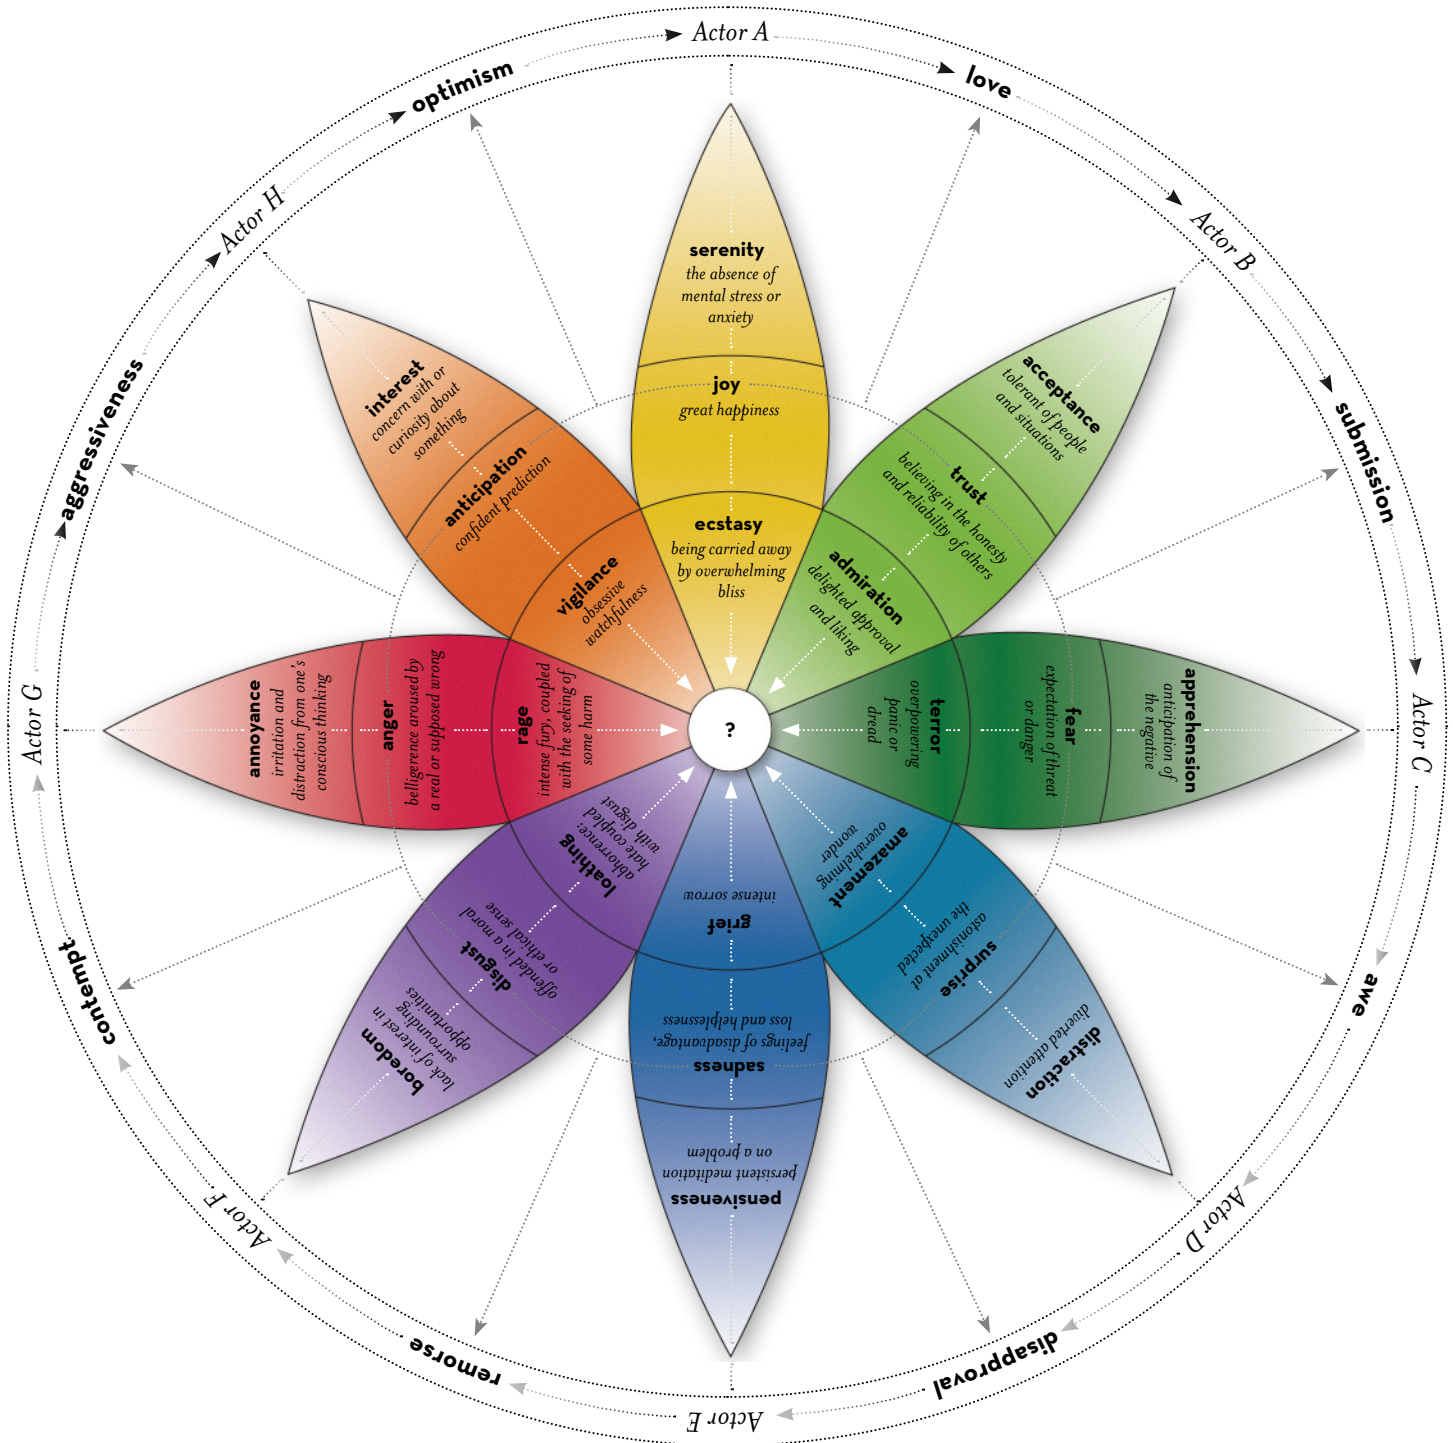 Actor A
love
Actor B
submission
Actor C
awe
Actor D
disapproval
Actor E
remorse
Actor F
contempt
Actor G
aggressiveness
Actor H
optimism
serenity
the absence of
mental stress or
anxiety
joy
great happiness
ecstasy
being carried away
by overwhelming
bliss
acceptance
tolerant of people
and situations
trust
believing in the honesty
and reliability of others
admiration
delighted approval
and liking
apprehension
anticipation of
the negative
fear
expectation of threat
or danger
terror
overpowering
panic or
dread
distraction
diverted attention
surprise
astonishment at
the unexpected
amazement
overwhelming
wonder
pensiveness
persistent meditation
on a problem
sadness
feelings of disadvantage,
loss and helplessness
grief
intense sorrow
boredom
lack of interest in
surrounding
opportunities
disgust
offended in a moral
or ethical sense
loathing
abhorrence:
hate coupled
with disgust
annoyance
irritation and
distraction from one's
conscious thinking
anger
belligerence aroused by
a real or supposed wrong
rage
intense fury, coupled
with the seeking of
some harm
interest
concern with or
curiosity about
something
anticipation
confident prediction
vigilance
obsessive
watchfulness
?